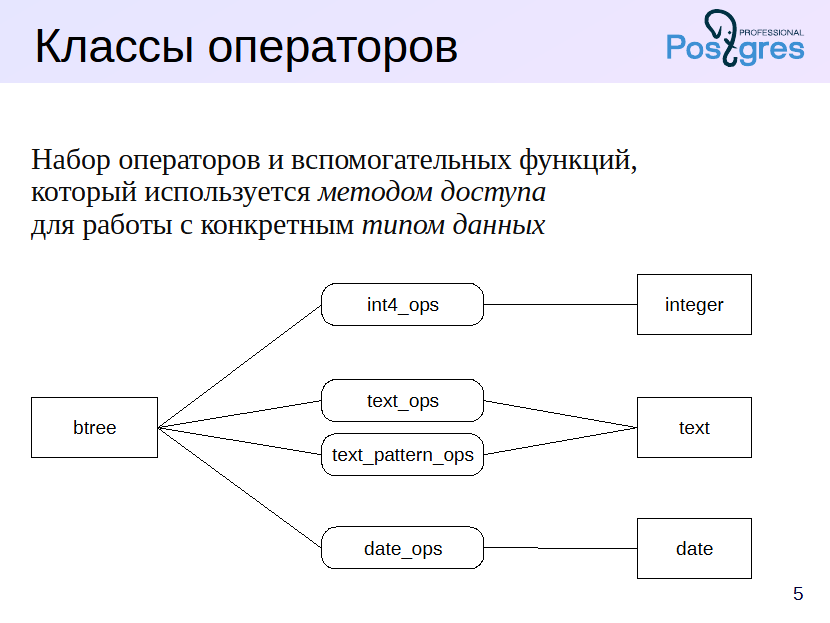 Классы операторов
PROFESSIONAL
Postgres
Набор операторов и вспомогательных функций,
который используется методом доступа
для работы с конкретным типом данных
int4_ops
integer
text_ops
btree
text
text_pattern_ops
date_ops
date
5